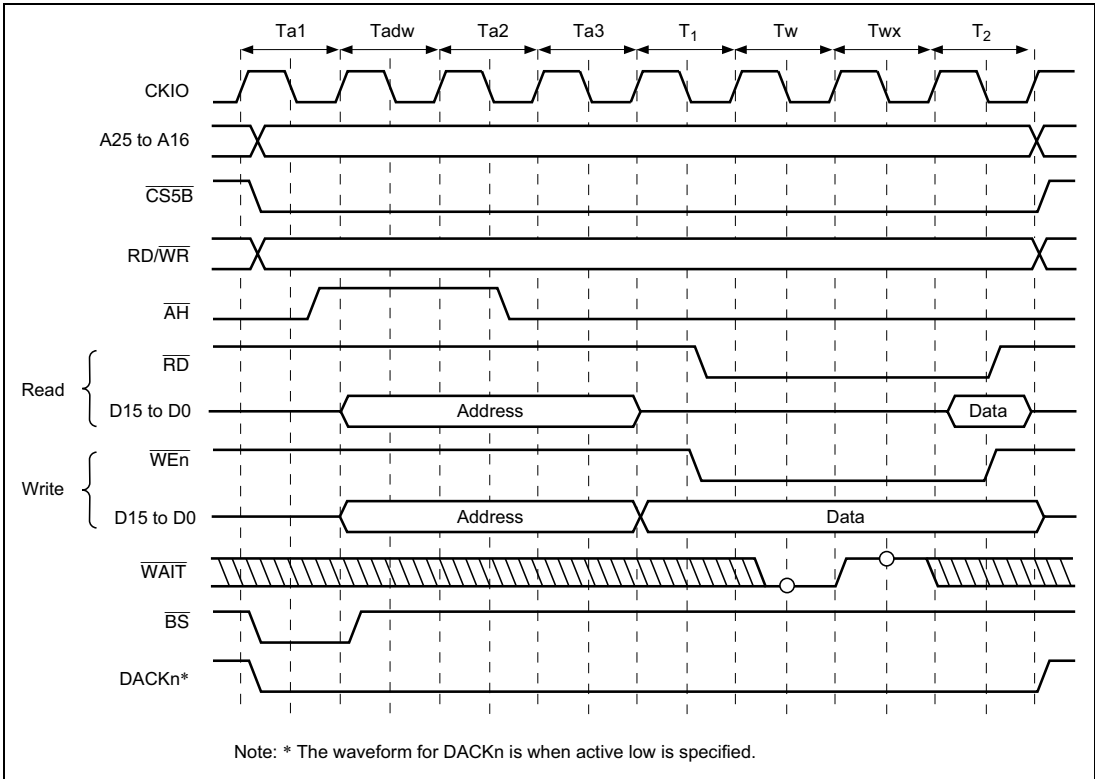 Ta1 Tadw Ta2 Ta3 T1 Tw Twx T2
CKIO
A25 to A16
CS5B
RD/WR
AH
RD
Read
D15 to D0 Address Data
WEn
Write
D15 to D0 Address Data
WAIT
BS
DACKn*
Note: * The waveform for DACKn is when active low is specified.